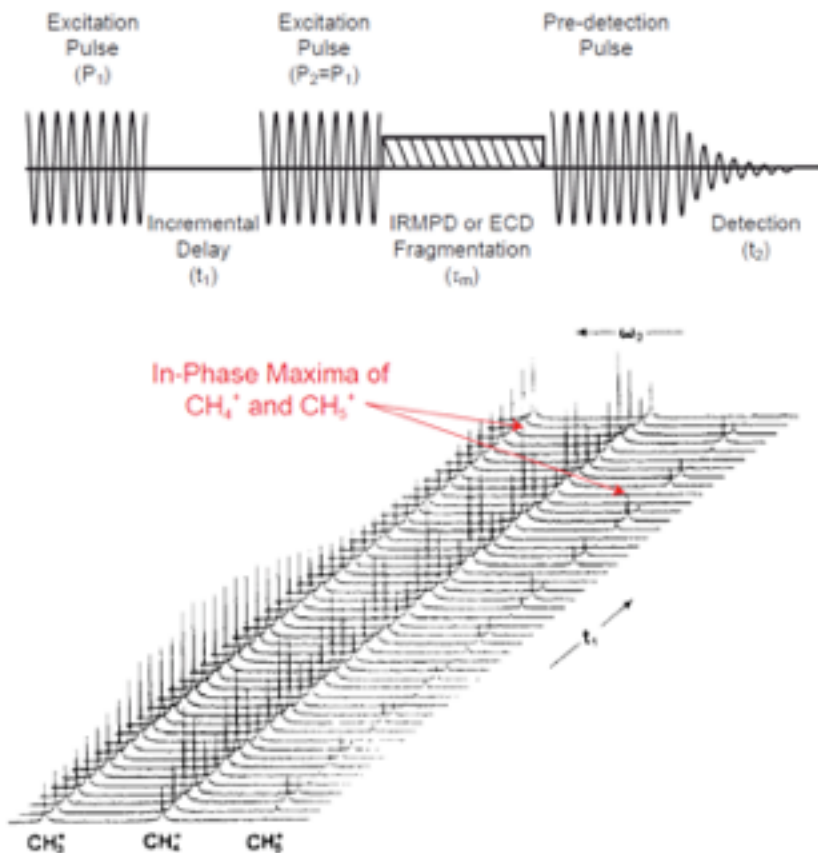 Excitation
Pulse
(P₁)
Excitation
Pulse
(P₂=P₁)
Pre-detection
Pulse
Incremental
Delay
(t₁)
IRMPD or ECD
Fragmentation
(τₘ)
Detection
(t₂)
ω₂
In-Phase Maxima of
CH₄⁺ and CH₅⁺
t₁
CH₃⁺ CH₄⁺ CH₅⁺